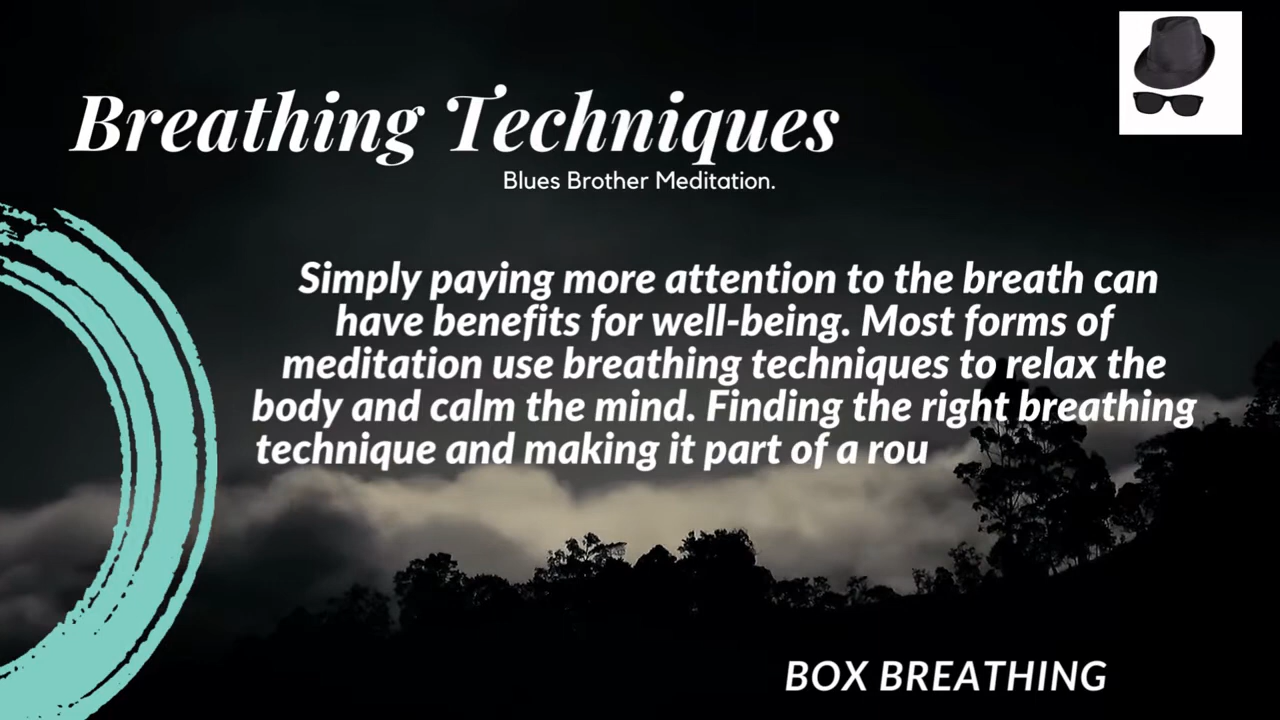 Breathing Techniques
Blues Brother Meditation.
Simply paying more attention to the breath can
have benefits for well-being. Most forms of
meditation use breathing techniques to relax the
body and calm the mind. Finding the right breathing
technique and making it part of a rou
BOX BREATHING